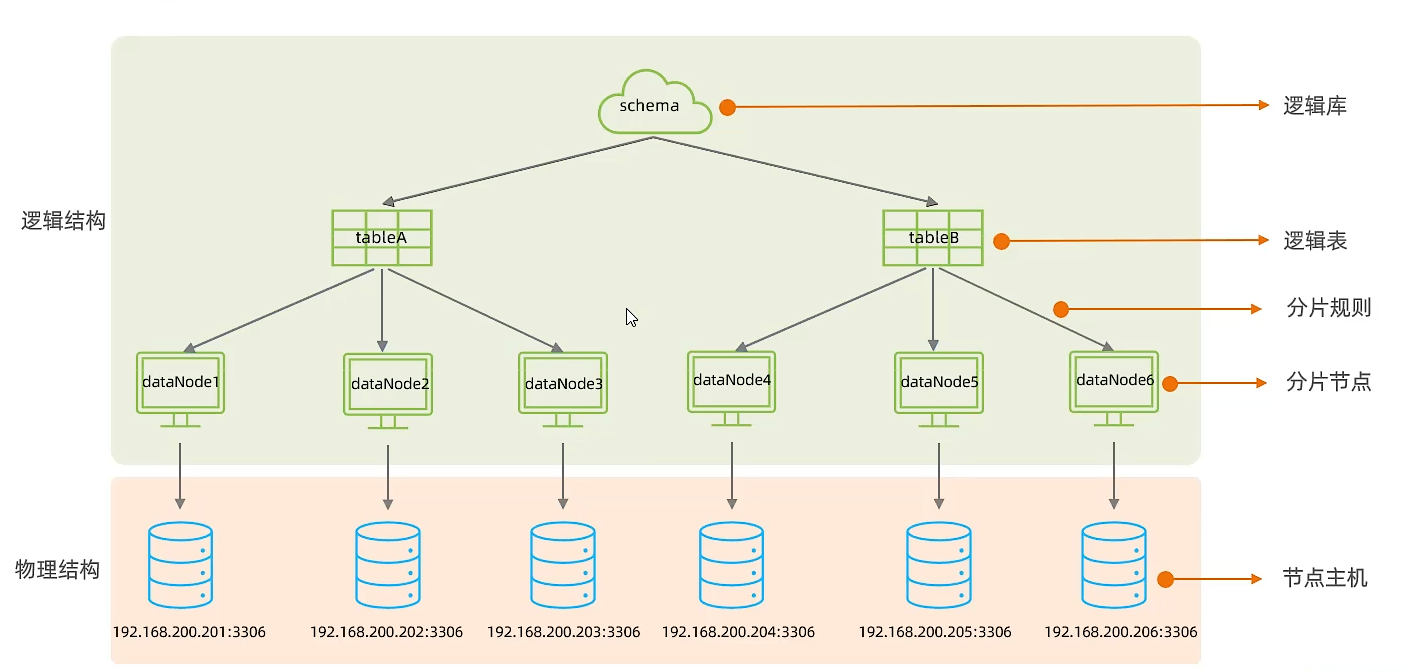 schema
逻辑库
逻辑结构
tableA
tableB
逻辑表
分片规则
dataNode1
dataNode2
dataNode3
dataNode4
dataNode5
dataNode6
分片节点
物理结构
节点主机
192.168.200.201:3306
192.168.200.202:3306
192.168.200.203:3306
192.168.200.204:3306
192.168.200.205:3306
192.168.200.206:3306